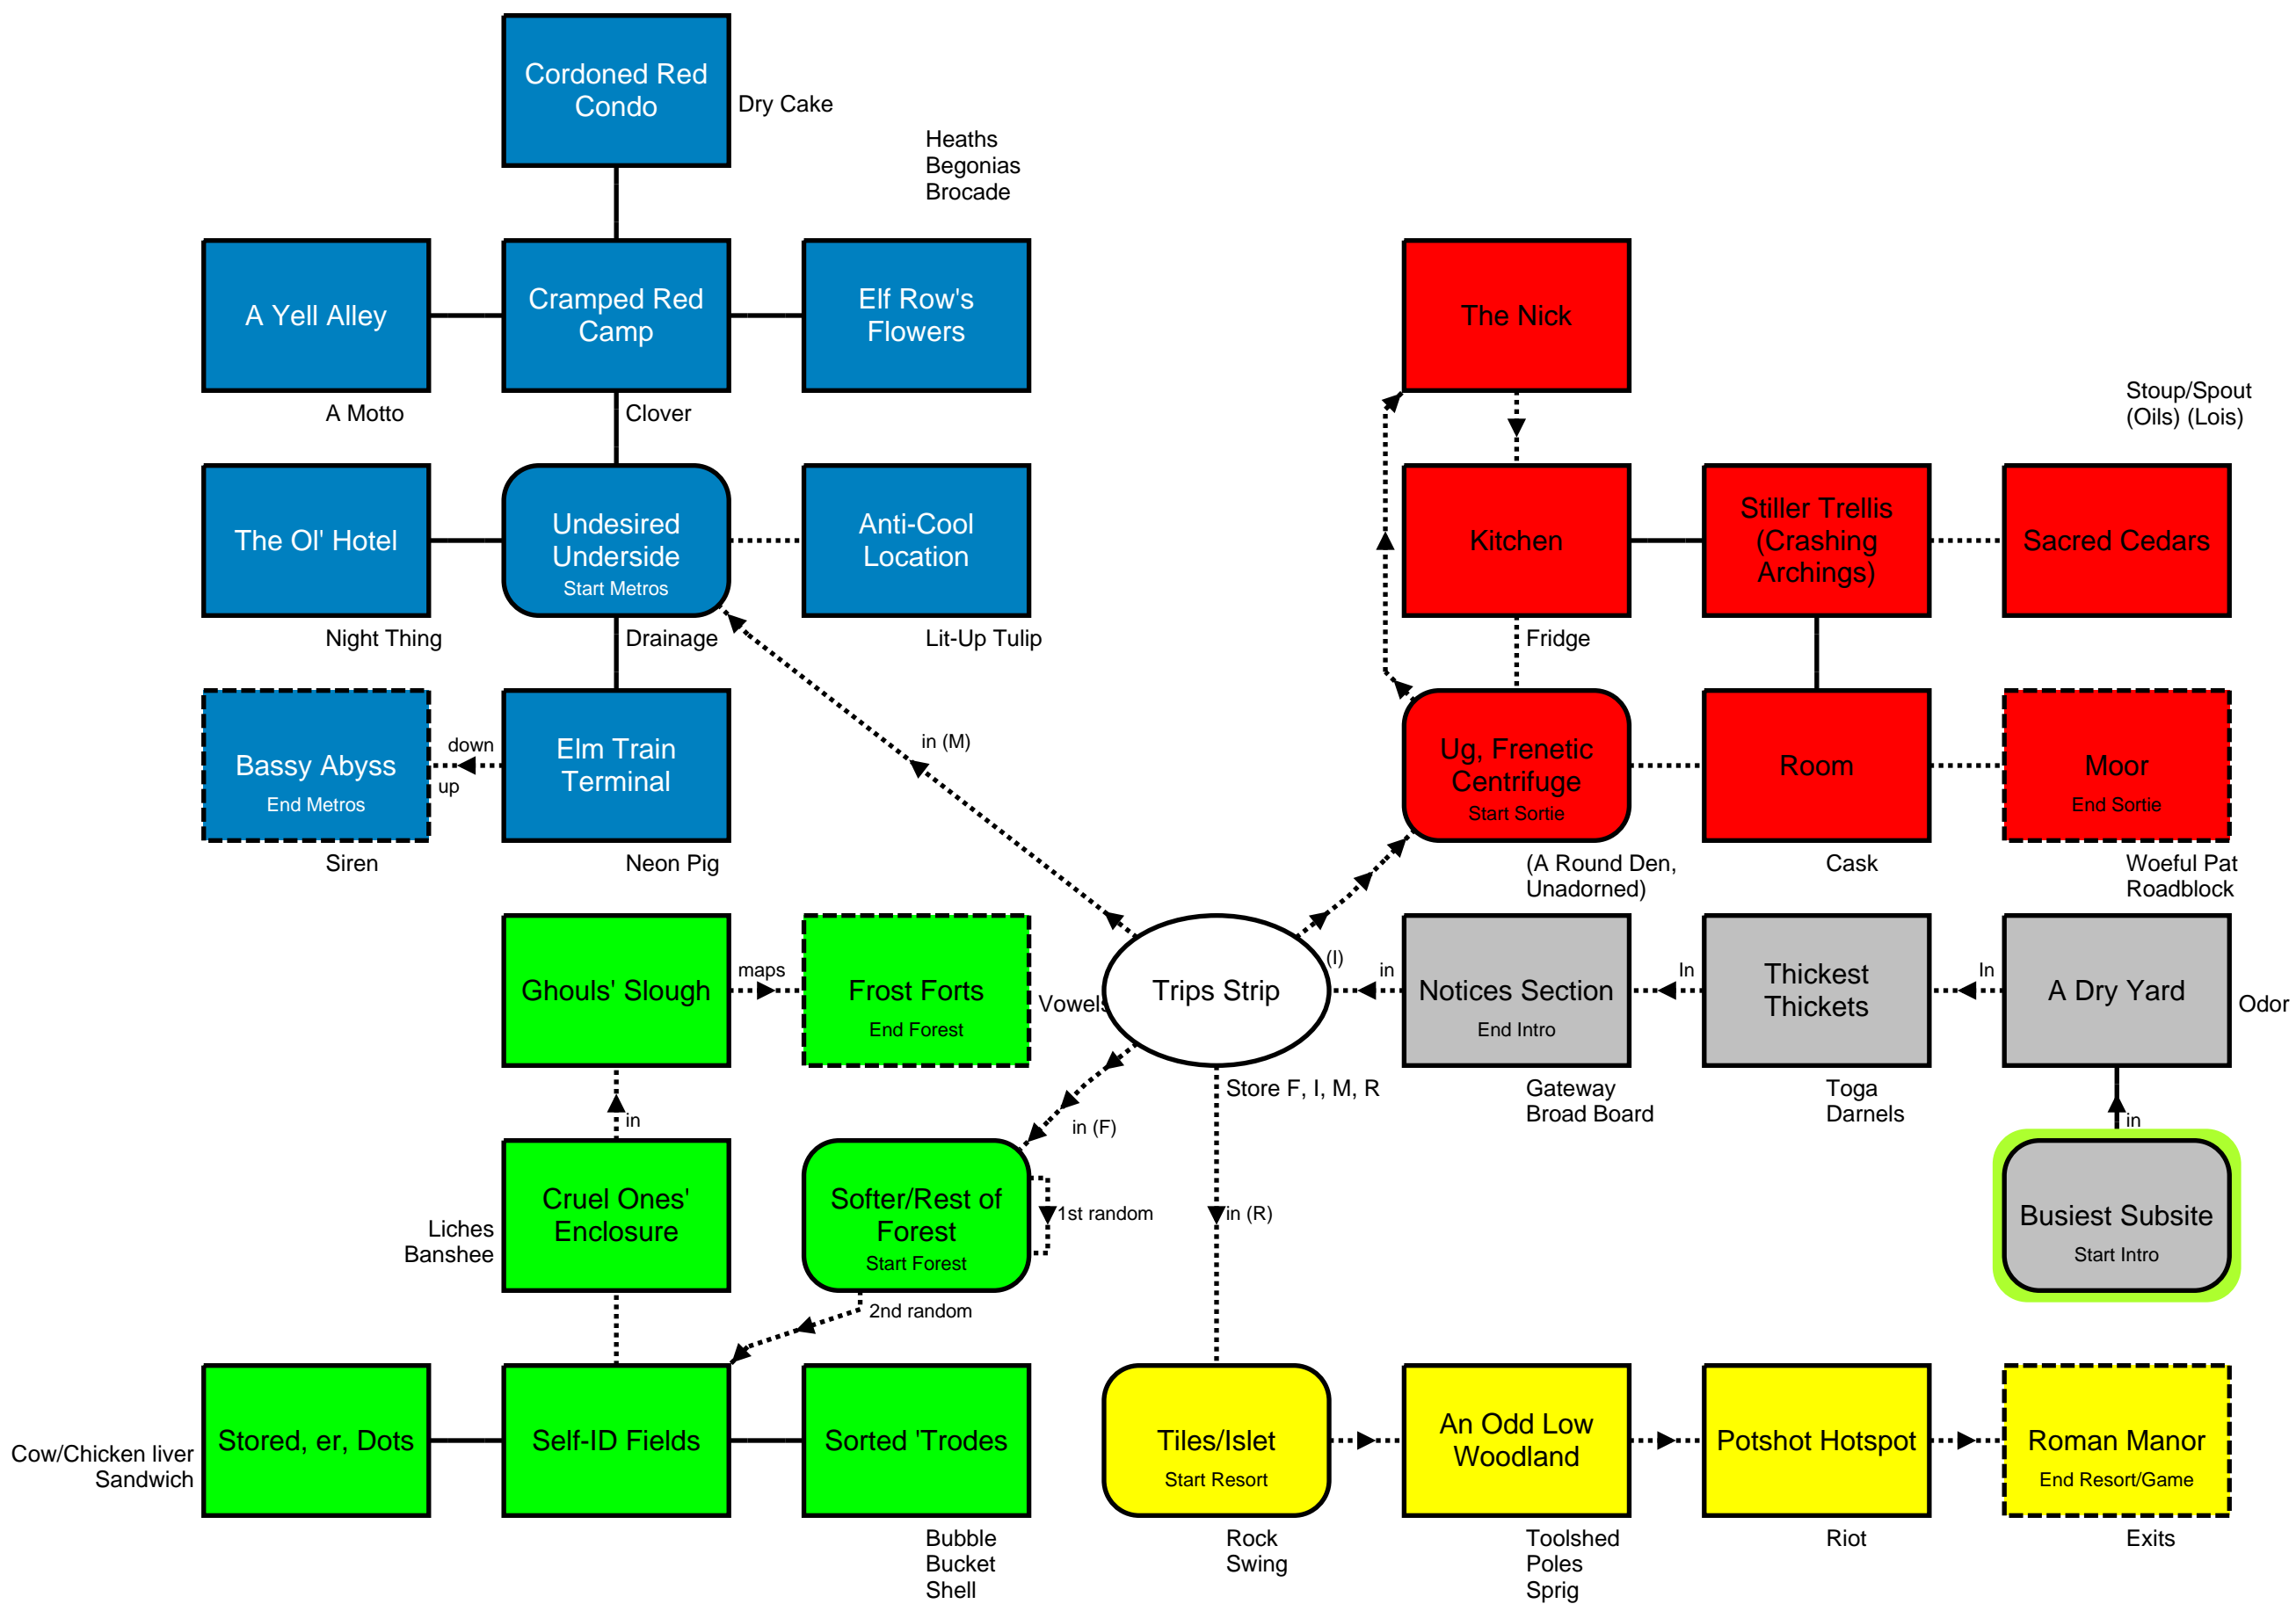 Cordoned Red
Condo
Dry Cake
Heaths
Begonias
Brocade
A Yell Alley
Cramped Red
Camp
Elf Row's
Flowers
The Nick
A Motto
Clover
Stoup/Spout
(Oils) (Lois)
The Ol' Hotel
Undesired
Underside
Start Metros
Anti-Cool
Location
Kitchen
Stiller Trellis
(Crashing
Archings)
Sacred Cedars
Night Thing
Drainage
Lit-Up Tulip
Fridge
Bassy Abyss
End Metros
down
up
Elm Train
Terminal
in (M)
Ug, Frenetic
Centrifuge
Start Sortie
Room
Moor
End Sortie
Siren
Neon Pig
(A Round Den,
Unadorned)
Cask
Woeful Pat
Roadblock
Ghouls' Slough
maps
Frost Forts
End Forest
Vowels
Trips Strip
(I)
in
Notices Section
End Intro
In
Thickest
Thickets
In
A Dry Yard
Odor
Store F, I, M, R
Gateway
Broad Board
Toga
Darnels
in
in (F)
in
Liches
Banshee
Cruel Ones'
Enclosure
Softer/Rest of
Forest
Start Forest
1st random
in (R)
Busiest Subsite
Start Intro
2nd random
Cow/Chicken liver
Sandwich
Stored, er, Dots
Self-ID Fields
Sorted 'Trodes
Tiles/Islet
Start Resort
An Odd Low
Woodland
Potshot Hotspot
Roman Manor
End Resort/Game
Bubble
Bucket
Shell
Rock
Swing
Toolshed
Poles
Sprig
Riot
Exits